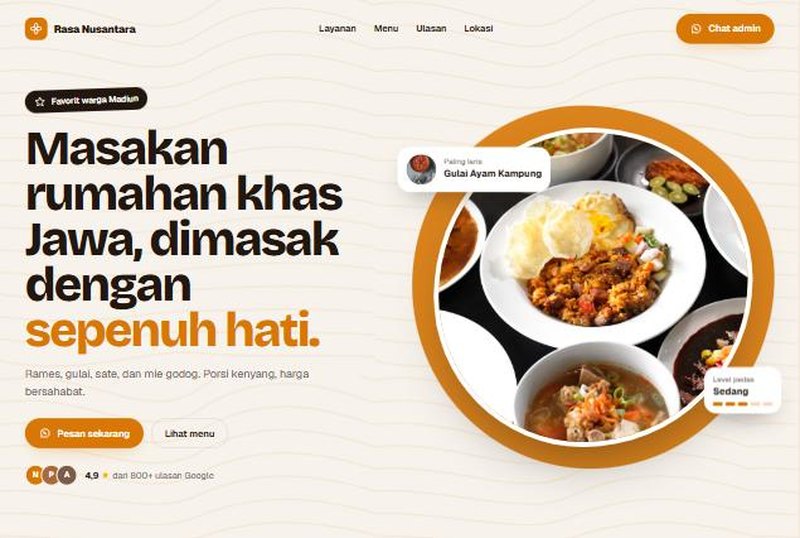 Rasa Nusantara
Layanan Menu Ulasan Lokasi
Chat admin
Favorit warga Madiun
Masakan
rumahan khas
Jawa, dimasak
dengan
sepenuh hati.
Rames, gulai, sate, dan mie godog. Porsi kenyang, harga
bersahabat.
Pesan sekarang
Lihat menu
N P A
4,9 dari 800+ ulasan Google
Paling laris
Gulai Ayam Kampung
Level pedas
Sedang